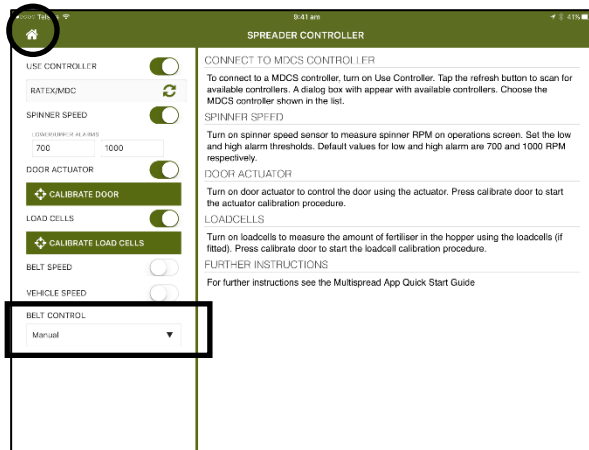 Telstra
9:41 am
41%
SPREADER CONTROLLER
USE CONTROLLER
RATEX/MDC
SPINNER SPEED
LOWER/UPPER ALARMS
700 1000
DOOR ACTUATOR
CALIBRATE DOOR
LOAD CELLS
CALIBRATE LOAD CELLS
BELT SPEED
VEHICLE SPEED
BELT CONTROL
Manual
CONNECT TO MDCS CONTROLLER
To connect to a MDCS controller, turn on Use Controller. Tap the refresh button to scan for
available controllers. A dialog box with appear with available controllers. Choose the
MDCS controller shown in the list.
SPINNER SPEED
Turn on spinner speed sensor to measure spinner RPM on operations screen. Set the low
and high alarm thresholds. Default values for low and high alarm are 700 and 1000 RPM
respectively.
DOOR ACTUATOR
Turn on door actuator to control the door using the actuator. Press calibrate door to start
the actuator calibration procedure.
LOADCELLS
Turn on loadcells to measure the amount of fertiliser in the hopper using the loadcells (if
fitted). Press calibrate door to start the loadcell calibration procedure.
FURTHER INSTRUCTIONS
For further instructions see the Multispread App Quick Start Guide